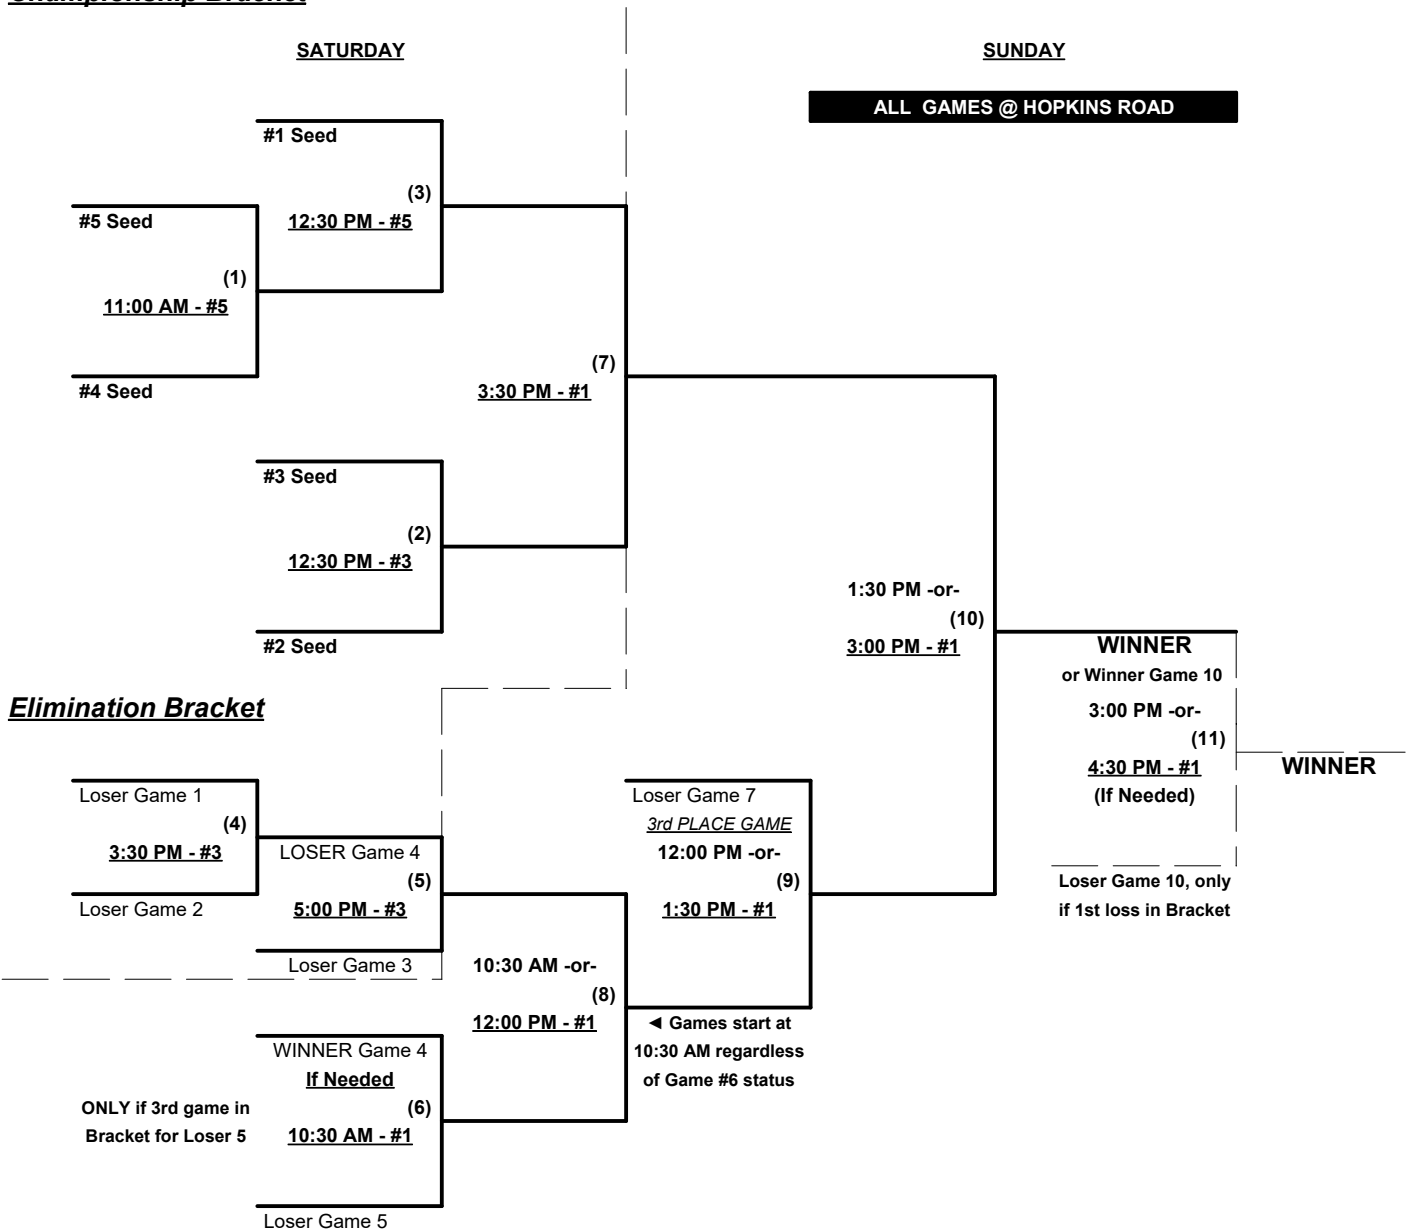 SATURDAY
SUNDAY
ALL GAMES @ HOPKINS ROAD
#1 Seed
(3)
12:30 PM - #5
#5 Seed
(1)
11:00 AM - #5
#4 Seed
(7)
3:30 PM - #1
#3 Seed
(2)
12:30 PM - #3
#2 Seed
1:30 PM -or-
(10)
3:00 PM - #1
WINNER
or Winner Game 10
3:00 PM -or-
(11)
4:30 PM - #1
(If Needed)
WINNER
Loser Game 10, only
if 1st loss in Bracket
Elimination Bracket
Loser Game 1
(4)
3:30 PM - #3
Loser Game 2
LOSER Game 4
(5)
5:00 PM - #3
Loser Game 3
Loser Game 7
3rd PLACE GAME
12:00 PM -or-
(9)
1:30 PM - #1
10:30 AM -or-
(8)
12:00 PM - #1
◄ Games start at
10:30 AM regardless
of Game #6 status
WINNER Game 4
If Needed
(6)
10:30 AM - #1
ONLY if 3rd game in
Bracket for Loser 5
Loser Game 5